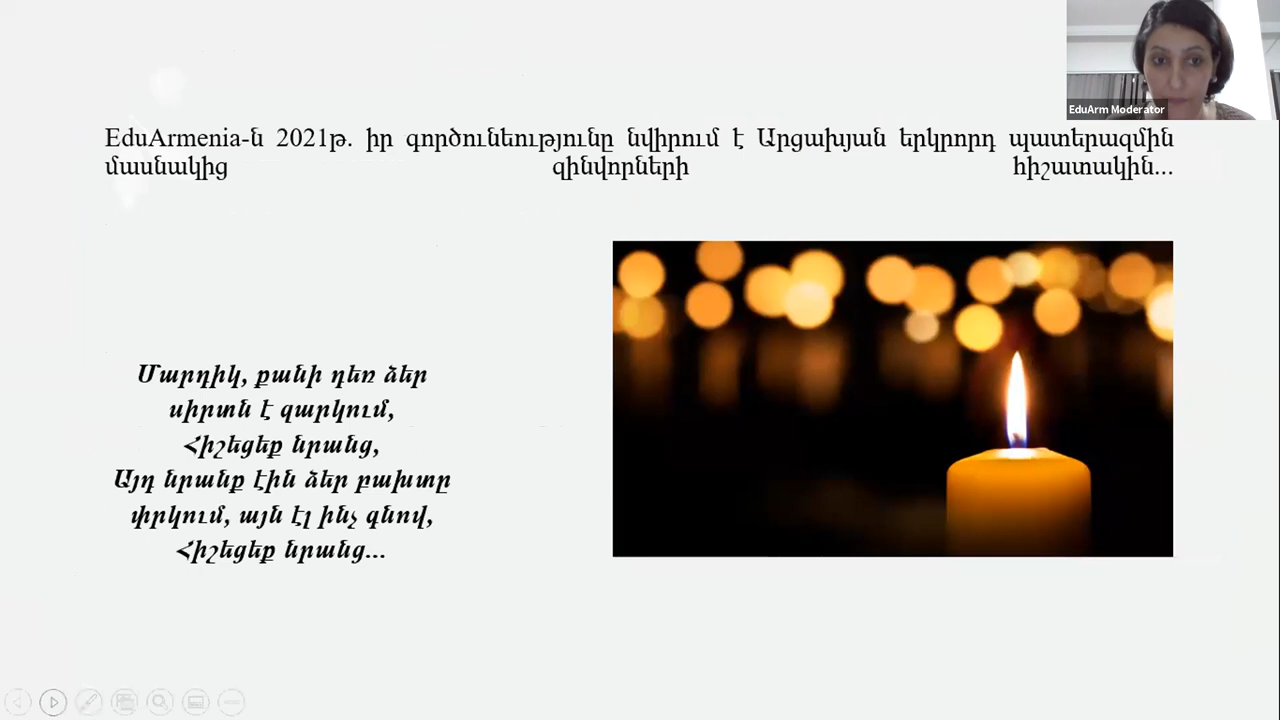 EduArm Moderator
EduArmenia-ն 2021թ. իր գործունեությունը նվիրում է Արցախյան երկրորդ պատերազմին
մասնակից զինվորների հիշատակին...
Մարդիկ, քանի դեռ ձեր
սիրտն է զարկում,
Հիշեցեք նրանց,
Այդ նրանք էին ձեր բախտը
փրկում, այն էլ ինչ գնով,
Հիշեցեք նրանց...